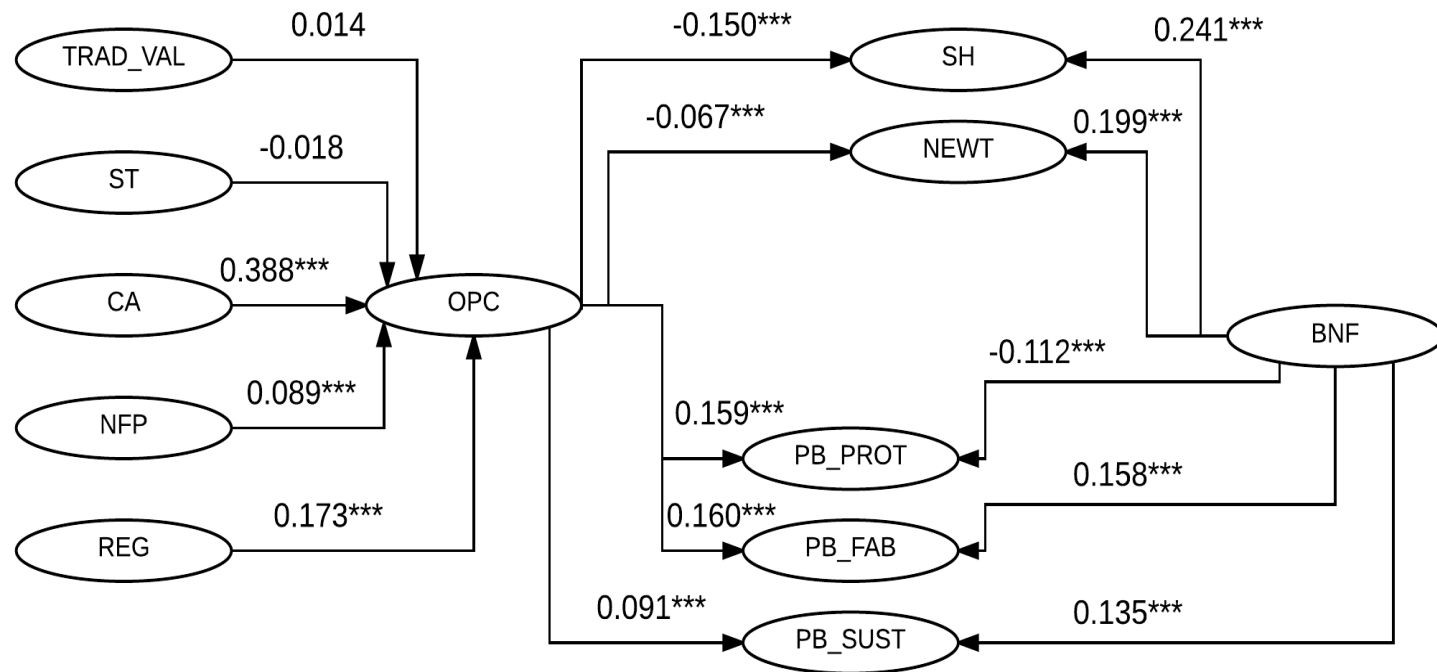 TRAD_VAL
0.014
-0.150***
SH
0.241***
-0.067***
NEWT
0.199***
ST
-0.018
CA
0.388***
OPC
BNF
-0.112***
NFP
0.089***
0.159***
PB_PROT
0.158***
REG
0.173***
0.160***
PB_FAB
0.091***
PB_SUST
0.135***